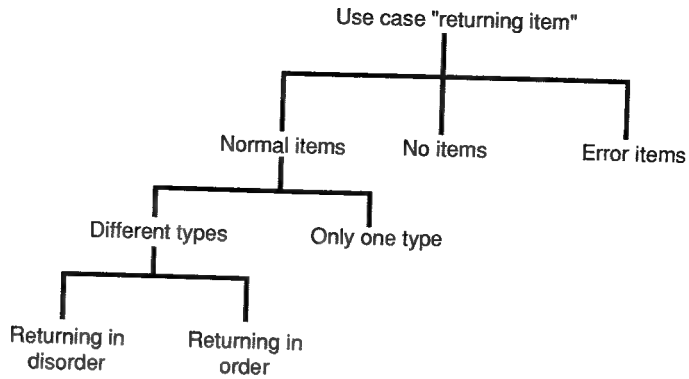 Use case "returning item"
Normal items
No items
Error items
Different types
Only one type
Returning in
disorder
Returning in
order